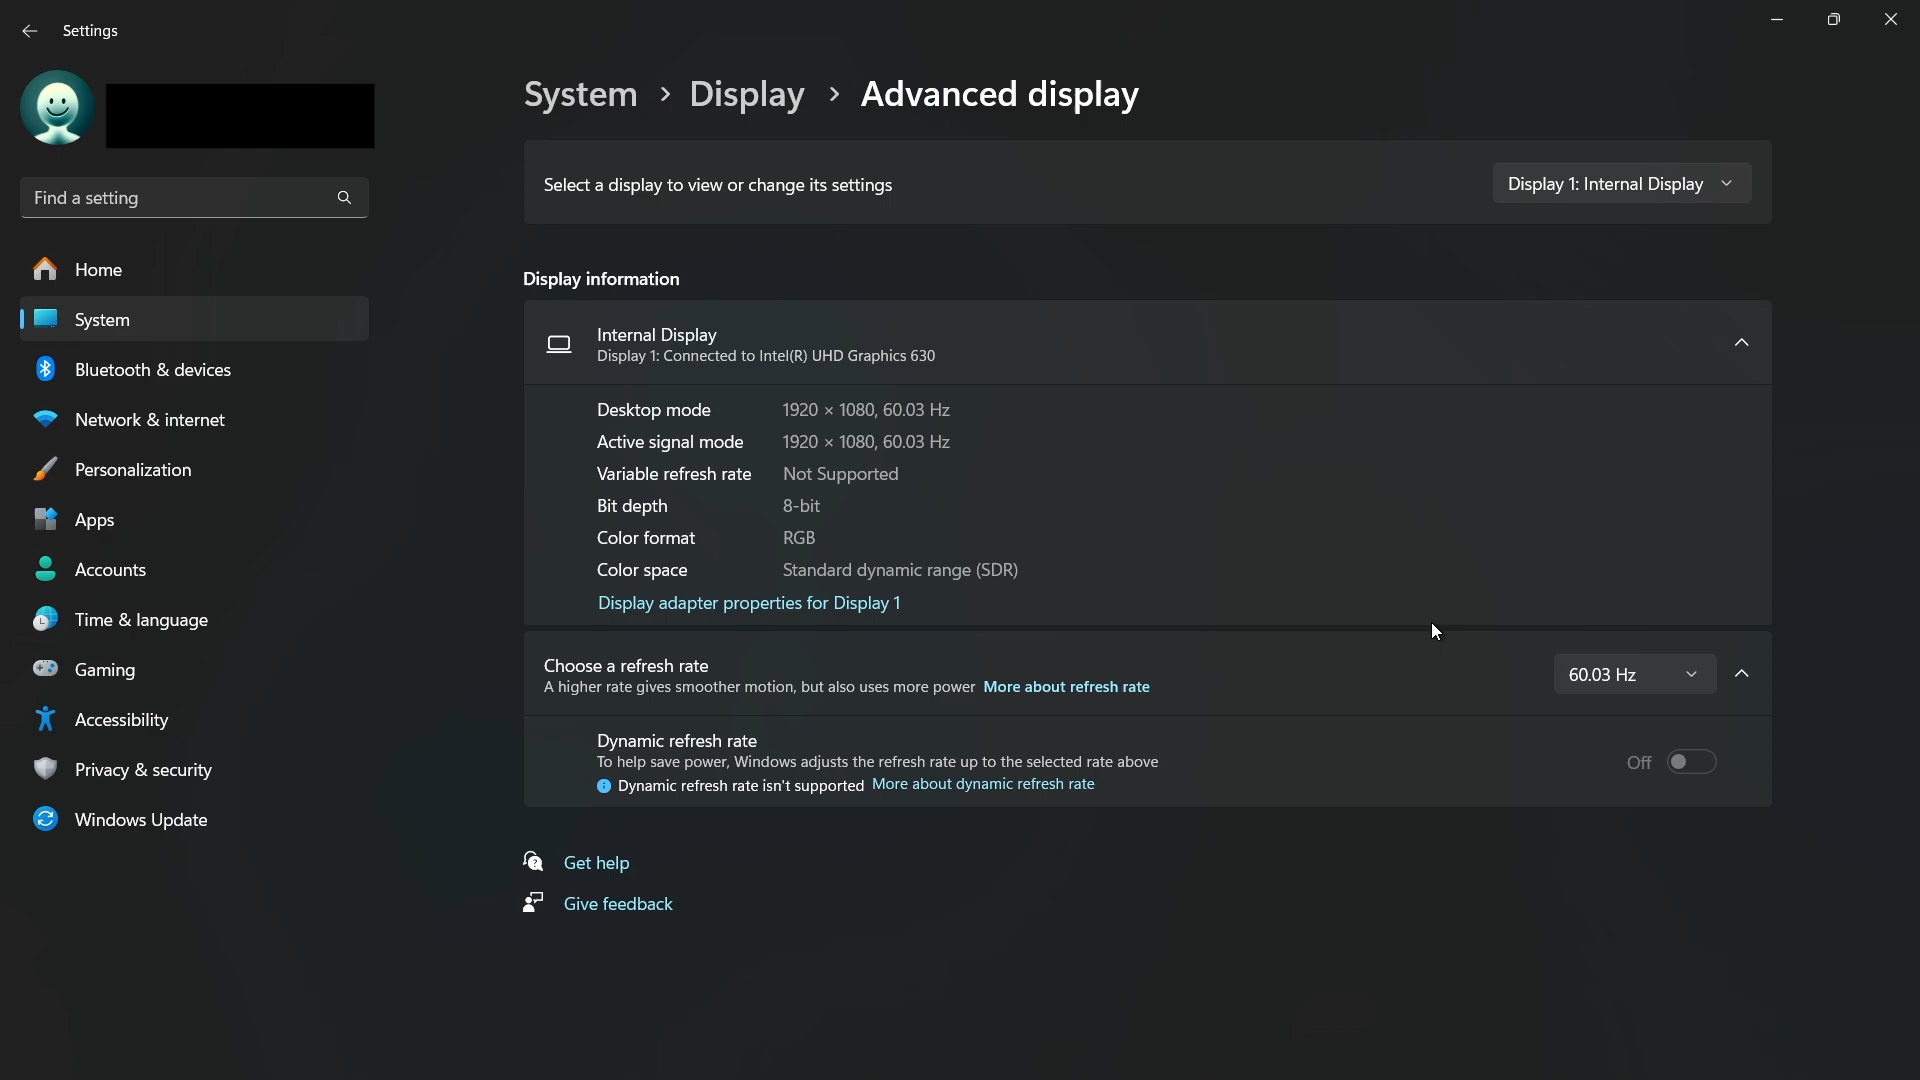 Settings
System > Display > Advanced display
Find a setting
Home
System
Bluetooth & devices
Network & internet
Personalization
Apps
Accounts
Time & language
Gaming
Accessibility
Privacy & security
Windows Update
Select a display to view or change its settings
Display 1: Internal Display
Display information
Internal Display
Display 1: Connected to Intel(R) UHD Graphics 630
Desktop mode 1920 × 1080, 60.03 Hz
Active signal mode 1920 × 1080, 60.03 Hz
Variable refresh rate Not Supported
Bit depth 8-bit
Color format RGB
Color space Standard dynamic range (SDR)
Display adapter properties for Display 1
Choose a refresh rate
A higher rate gives smoother motion, but also uses more power More about refresh rate
60.03 Hz
Dynamic refresh rate
To help save power, Windows adjusts the refresh rate up to the selected rate above
Dynamic refresh rate isn't supported More about dynamic refresh rate
Off
Get help
Give feedback